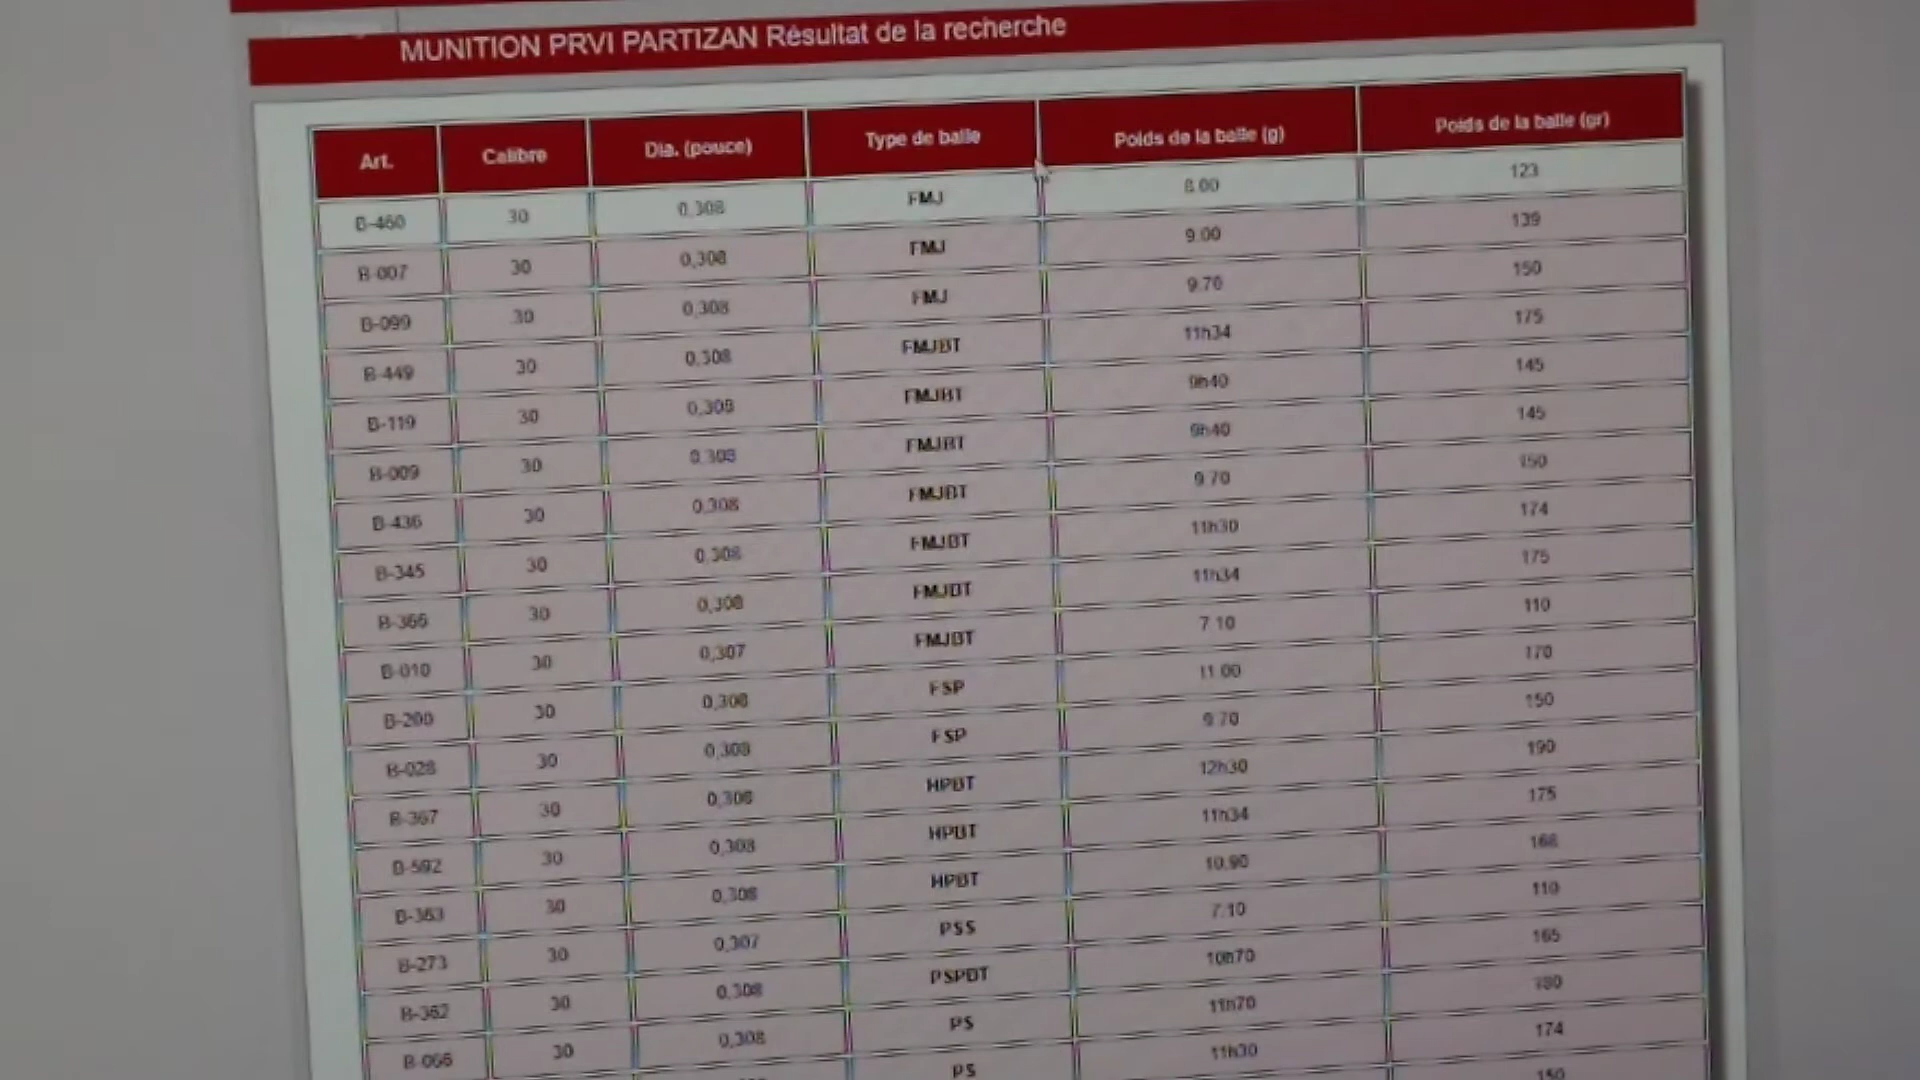 MUNITION PRVI PARTIZAN Résultat de la recherche
Art. Calibre Dia. (pouce) Type de balle Poids de la balle (g) Poids de la balle (gr)
B-460 30 0,308 FMJ 8.00 123
B-007 30 0,308 FMJ 9.00 139
B-099 30 0,308 FMJ 9.70 150
B-449 30 0,308 FMJBT 11h34 175
B-119 30 0,308 FMJBT 9h40 145
B-009 30 0,308 FMJBT 9h40 145
B-436 30 0,308 FMJBT 9.70 150
B-345 30 0,308 FMJBT 11h30 174
B-366 30 0,308 FMJBT 11h34 175
B-010 30 0,307 FMJBT 7.10 110
B-200 30 0,308 FSP 11.00 170
B-028 30 0,308 FSP 9.70 150
B-367 30 0,308 HPBT 12h30 190
B-592 30 0,308 HPBT 11h34 175
B-363 30 0,308 HPBT 10.90 168
B-273 30 0,307 PSS 7.10 110
B-362 30 0,308 PSPBT 10h70 165
B-066 30 0,308 PS 11h70 180
PS 11h30 174
150